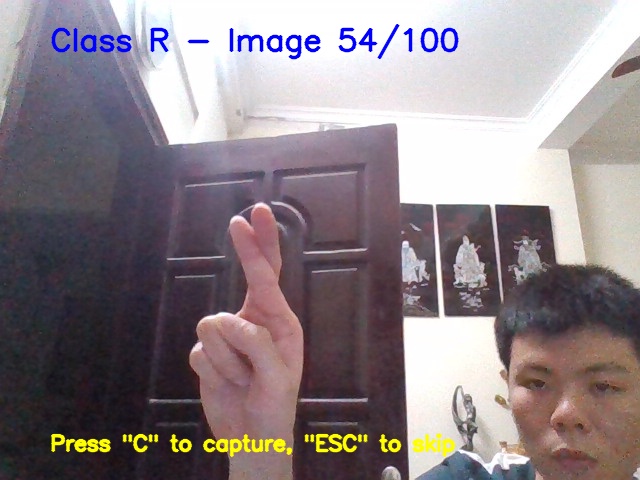 Class R - Image 54/100
Press "C" to capture, "ESC" to skip